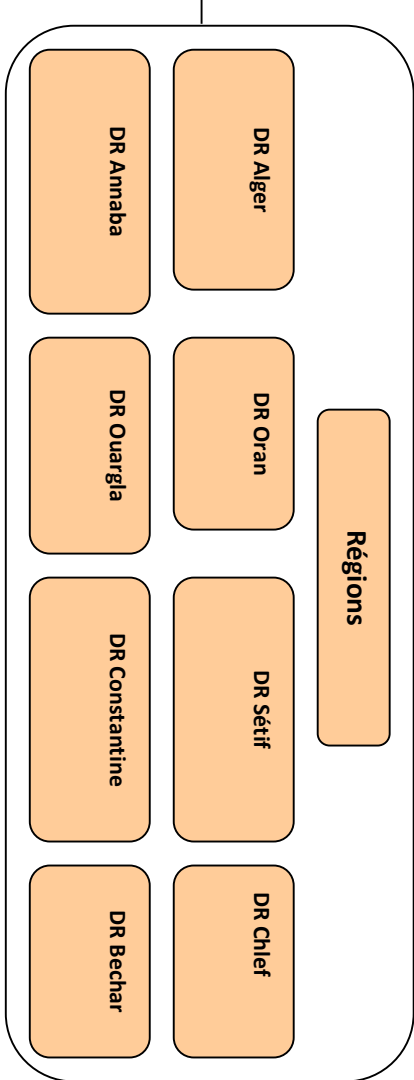 Régions
DR Alger
DR Oran
DR Sétif
DR Chlef
DR Annaba
DR Ouargla
DR Constantine
DR Bechar